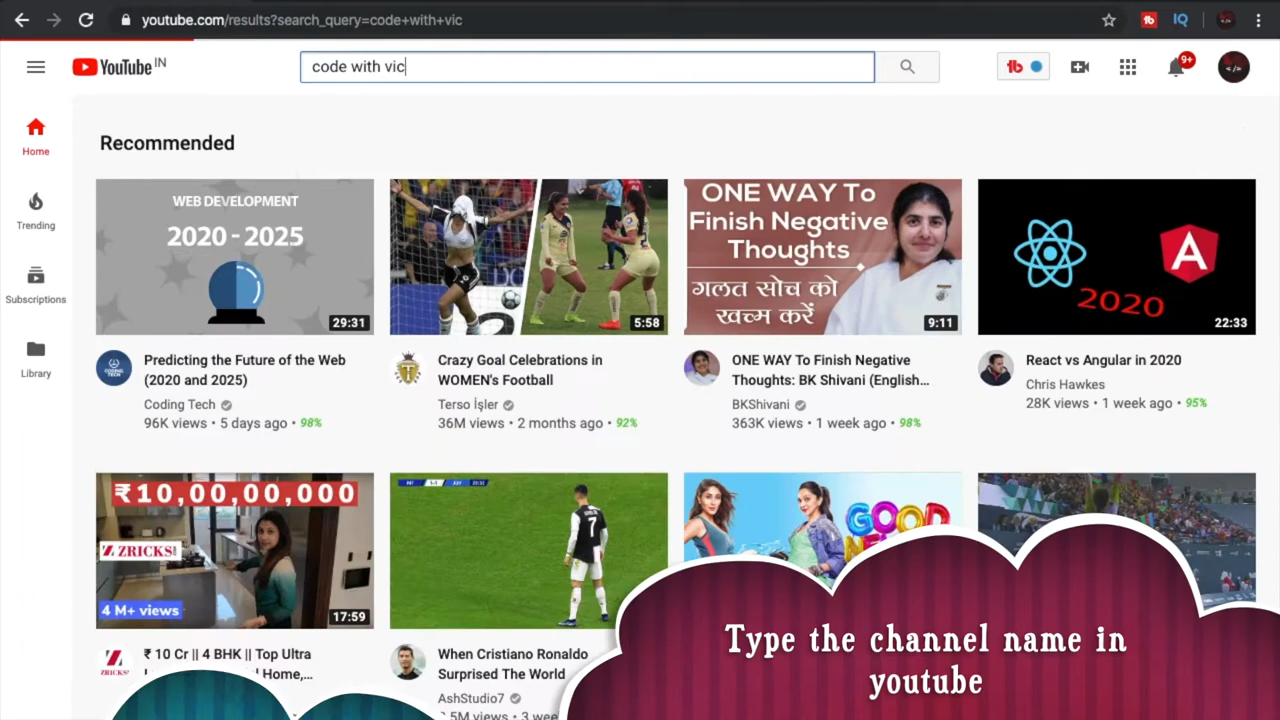 youtube.com/results?search_query=code+with+vic
YouTube IN
code with vic
9+
Home
Trending
Subscriptions
Library
Recommended
WEB DEVELOPMENT
2020 - 2025
29:31
Predicting the Future of the Web
(2020 and 2025)
Coding Tech
96K views • 5 days ago • 98%
5:58
Crazy Goal Celebrations in
WOMEN's Football
Terso İşler
36M views • 2 months ago • 92%
ONE WAY To
Finish Negative
Thoughts
गलत सोच को
खत्म करें
9:11
ONE WAY To Finish Negative
Thoughts: BK Shivani (English...
BKShivani
363K views • 1 week ago • 98%
2020
22:33
React vs Angular in 2020
Chris Hawkes
28K views • 1 week ago • 95%
₹10,00,00,000
ZRICKS
4 M+ views
17:59
₹ 10 Cr || 4 BHK || Top Ultra
Home,...
7
When Cristiano Ronaldo
Surprised The World
AshStudio7
GOOD
Type the channel name in
youtube